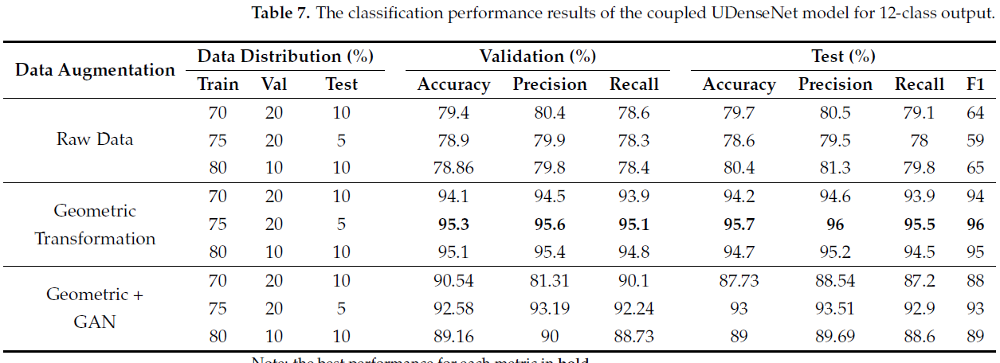 Table 7. The classification performance results of the coupled UDenseNet model for 12-class output.
Data Augmentation Data Distribution (%) Validation (%) Test (%)
Train Val Test Accuracy Precision Recall Accuracy Precision Recall F1
Raw Data
70 20 10 79.4 80.4 78.6 79.7 80.5 79.1 64
75 20 5 78.9 79.9 78.3 78.6 79.5 78 59
80 10 10 78.86 79.8 78.4 80.4 81.3 79.8 65
Geometric
Transformation
70 20 10 94.1 94.5 93.9 94.2 94.6 93.9 94
75 20 5 95.3 95.6 95.1 95.7 96 95.5 96
80 10 10 95.1 95.4 94.8 94.7 95.2 94.5 95
Geometric +
GAN
70 20 10 90.54 81.31 90.1 87.73 88.54 87.2 88
75 20 5 92.58 93.19 92.24 93 93.51 92.9 93
80 10 10 89.16 90 88.73 89 89.69 88.6 89
Note: the best performance for each metric in bold